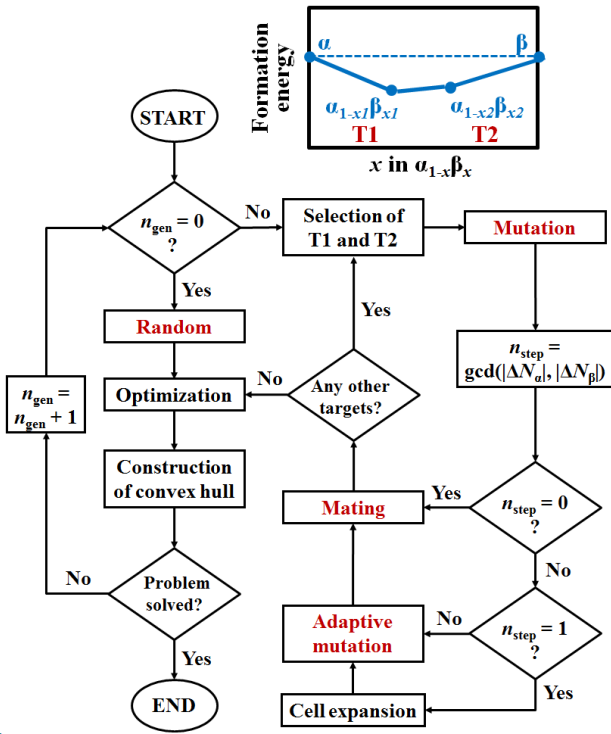 Formation
energy
α
β
α1-x1βx1
α1-x2βx2
T1
T2
x in α1-xβx
START
ngen = 0
?
No
Yes
Selection of
T1 and T2
Mutation
Random
nstep =
gcd(|ΔNα|, |ΔNβ|)
Yes
Any other
targets?
No
Optimization
ngen =
ngen + 1
Construction
of convex hull
Mating
Yes
nstep = 0
?
No
Problem
solved?
No
Yes
Adaptive
mutation
No
nstep = 1
?
Yes
END
Cell expansion